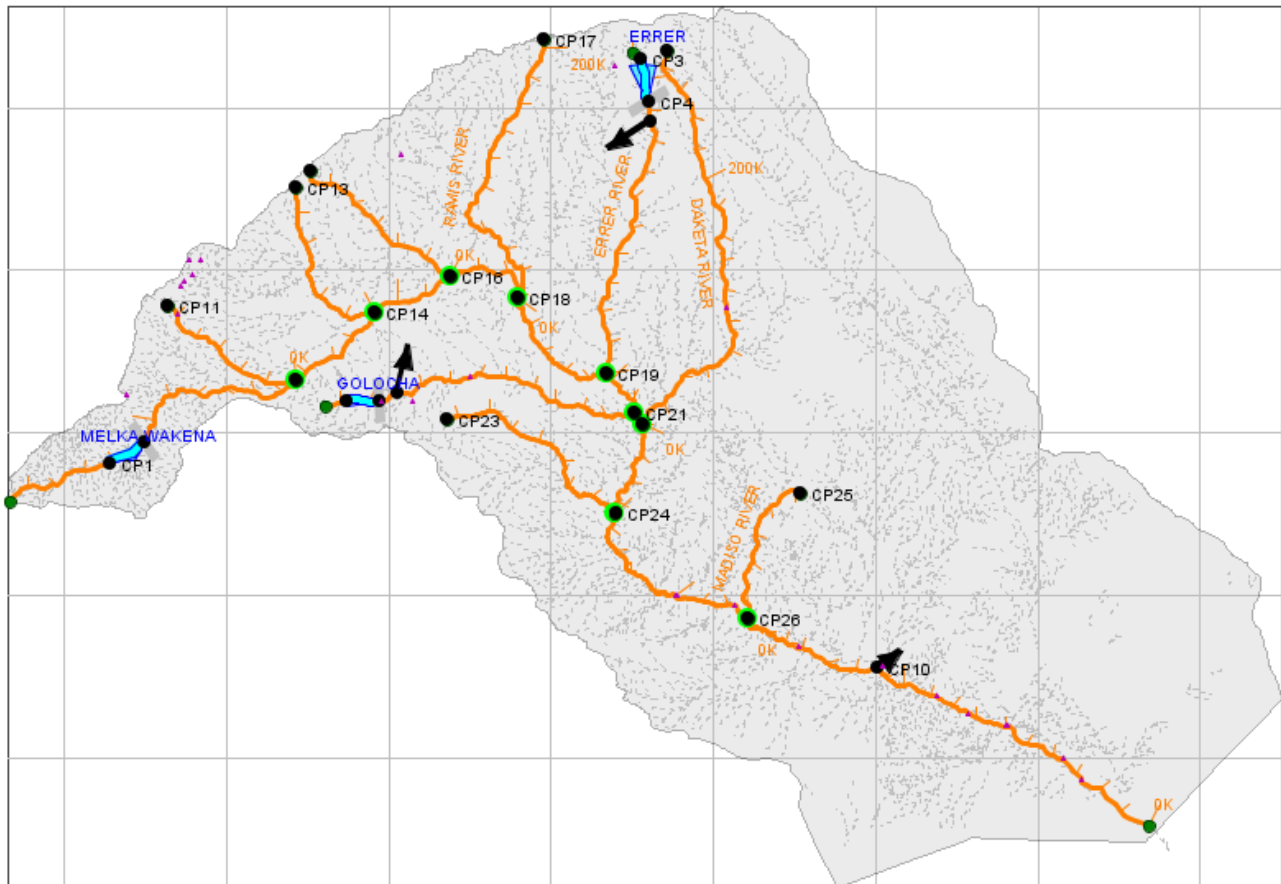 CP17
ERRER
CP3
200K
CP4
RAMIS RIVER
ERRER RIVER
200K
DAKETA RIVER
CP13
0K
CP16
CP11
CP18
CP14
0K
0K
CP19
GOLOCHA
CP21
CP23
MELKA WAKENA
0K
CP1
CP25
CP24
MADISO RIVER
CP26
0K
CP10
0K